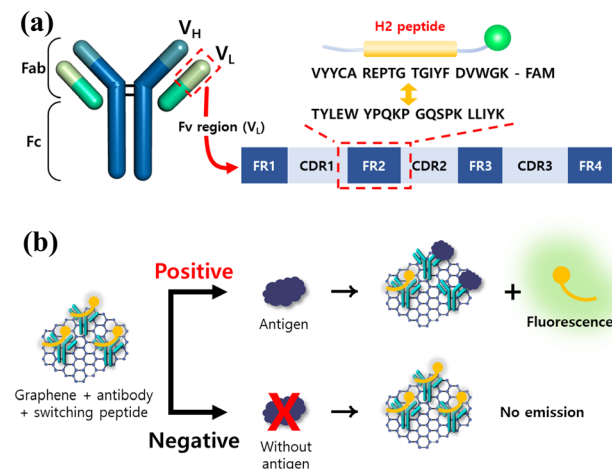 (a)
Fab
Fc
VH
VL
Fv region (VL)
H2 peptide
VYYCA REPTG TGIYF DVWGK - FAM
TYLEW YPQKP GQSPK LLIYK
FR1 CDR1 FR2 CDR2 FR3 CDR3 FR4
(b)
Graphene + antibody
+ switching peptide
Positive
Antigen
+
Fluorescence
Negative
X
Without
antigen
No emission